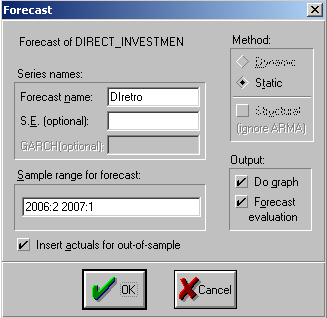 Forecast
Forecast of DIRECT_INVESTMEN
Method:
Dynamic
Static
Structural
(ignore ARMA)
Series names:
Forecast name: DIretro
S.E. (optional):
GARCH(optional):
Sample range for forecast:
2006:2 2007:1
Output:
Do graph
Forecast
evaluation
Insert actuals for out-of-sample
OK
Cancel